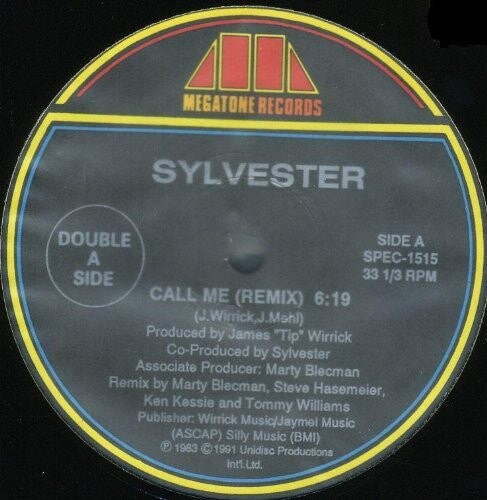 MEGATONE RECORDS
SYLVESTER
DOUBLE
A
SIDE
SIDE A
SPEC-1515
33 1/3 RPM
CALL ME (REMIX) 6:19
(J.Wirrick,J.Mehl)
Produced by James "Tip" Wirrick
Co-Produced by Sylvester
Associate Producer: Marty Blecman
Remix by Marty Blecman, Steve Hasemeier,
Ken Kessie and Tommy Williams
Publisher: Wirrick Music/Jaymel Music
(ASCAP) Silly Music (BMI)
℗ 1983 ©1991 Unidisc Productions
Int'l.Ltd.